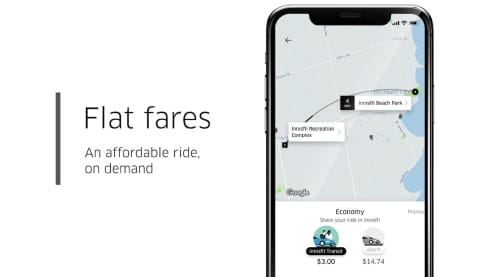 Flat fares
An affordable ride,
on demand
4
MIN
Innisfil Beach Park
Innisfil Recreation
Complex
Google
Economy
Premium
Share your ride in Innisfil
Innisfil Transit
uberX
$3.00
$14.74